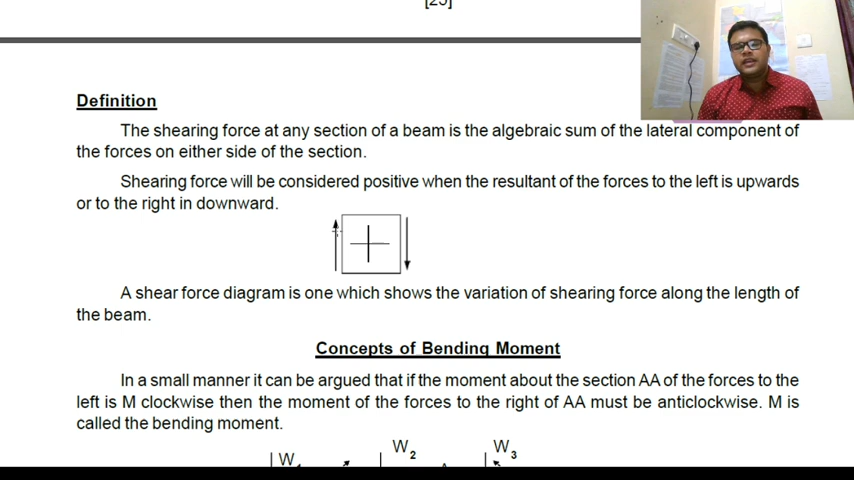 [25]
Definition
The shearing force at any section of a beam is the algebraic sum of the lateral component of
the forces on either side of the section.
Shearing force will be considered positive when the resultant of the forces to the left is upwards
or to the right in downward.
A shear force diagram is one which shows the variation of shearing force along the length of
the beam.
Concepts of Bending Moment
In a small manner it can be argued that if the moment about the section AA of the forces to the
left is M clockwise then the moment of the forces to the right of AA must be anticlockwise. M is
called the bending moment.
W W2 W3